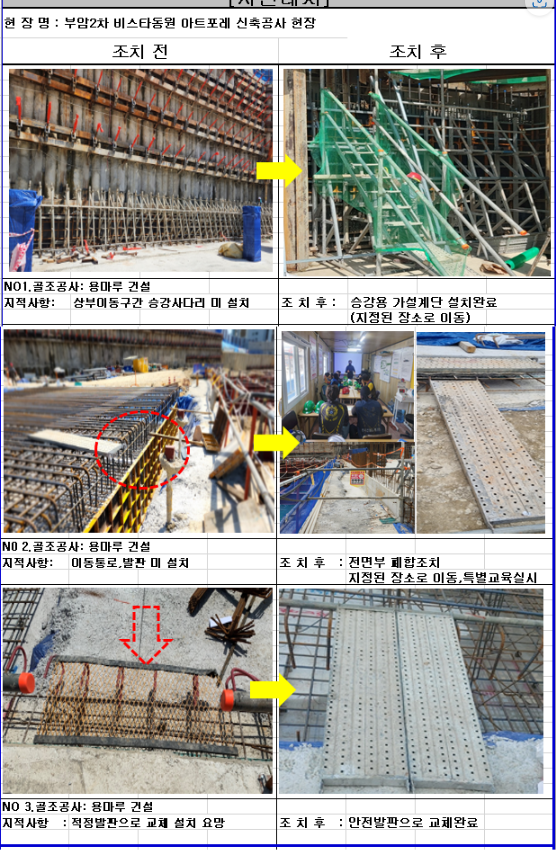 [사진대지]
현 장 명 : 부암2차 비스타동원 아트포레 신축공사 현장
조치 전
조치 후
NO1.골조공사: 용마루 건설
지적사항: 상부이동구간 승강사다리 미 설치
조 치 후 : 승강용 가설계단 설치완료
(지정된 장소로 이동)
NO 2.골조공사: 용마루 건설
지적사항: 이동통로,발판 미 설치
조 치 후 : 전면부 폐합조치
지정된 장소로 이동,특별교육실시
NO 3.골조공사: 용마루 건설
지적사항 : 적정발판으로 교체 설치 요망
조 치 후 : 안전발판으로 교체완료